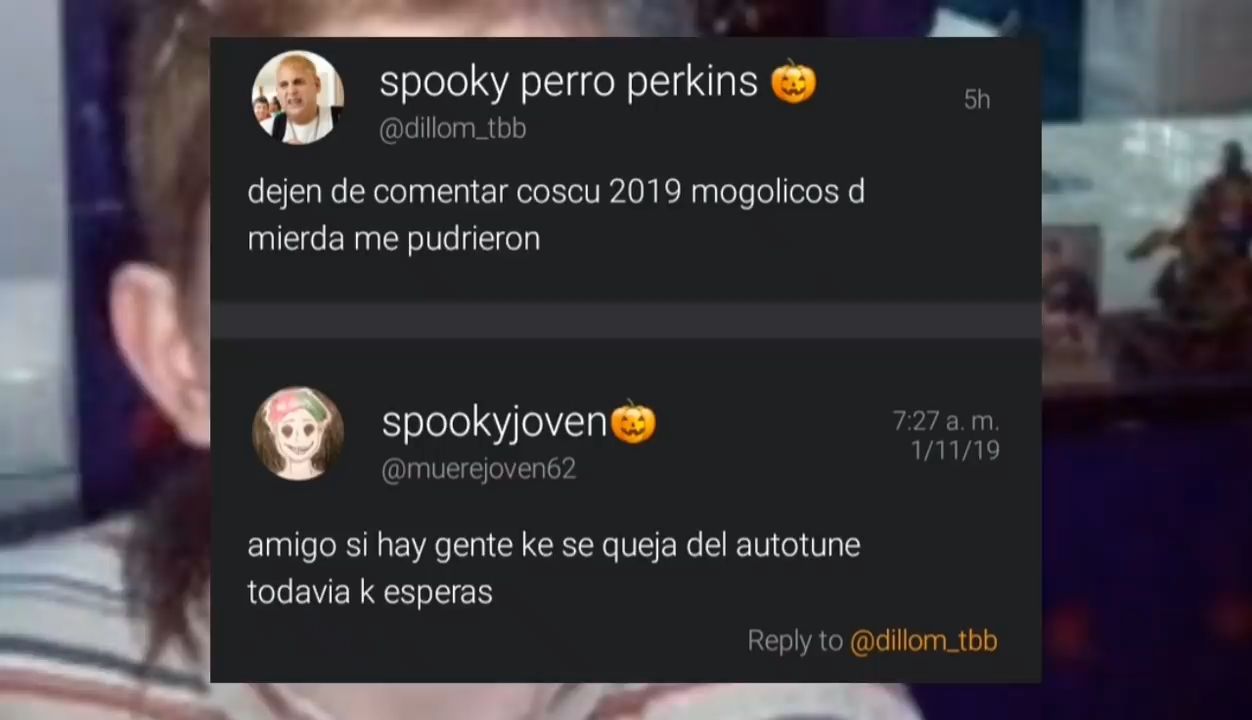 spooky perro perkins 🎃
@dillom_tbb
5h
dejen de comentar coscu 2019 mogolicos d
mierda me pudrieron
spookyjoven🎃
@muerejoven62
7:27 a. m.
1/11/19
amigo si hay gente ke se queja del autotune
todavia k esperas
Reply to @dillom_tbb